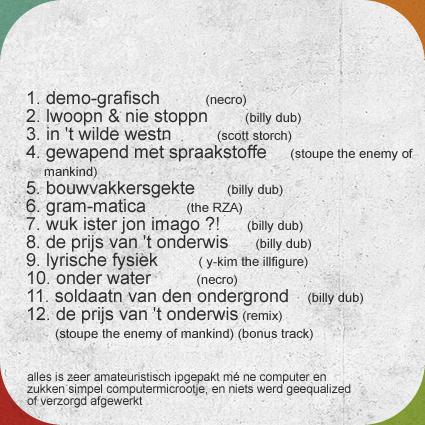 1. demo-grafisch (necro)
2. lwoopn & nie stoppn (billy dub)
3. in 't wilde westn (scott storch)
4. gewapend met spraakstoffe (stoupe the enemy of
mankind)
5. bouwvakkersgekte (billy dub)
6. gram-matica (the RZA)
7. wuk ister jon imago ?! (billy dub)
8. de prijs van 't onderwis (billy dub)
9. lyrische fysiek ( y-kim the illfigure)
10. onder water (necro)
11. soldaatn van den ondergrond (billy dub)
12. de prijs van 't onderwis (remix)
(stoupe the enemy of mankind) (bonus track)
alles is zeer amateuristisch ipgepakt mé ne computer en
zukken simpel computermicrootje, en niets werd geequalized
of verzorgd afgewerkt